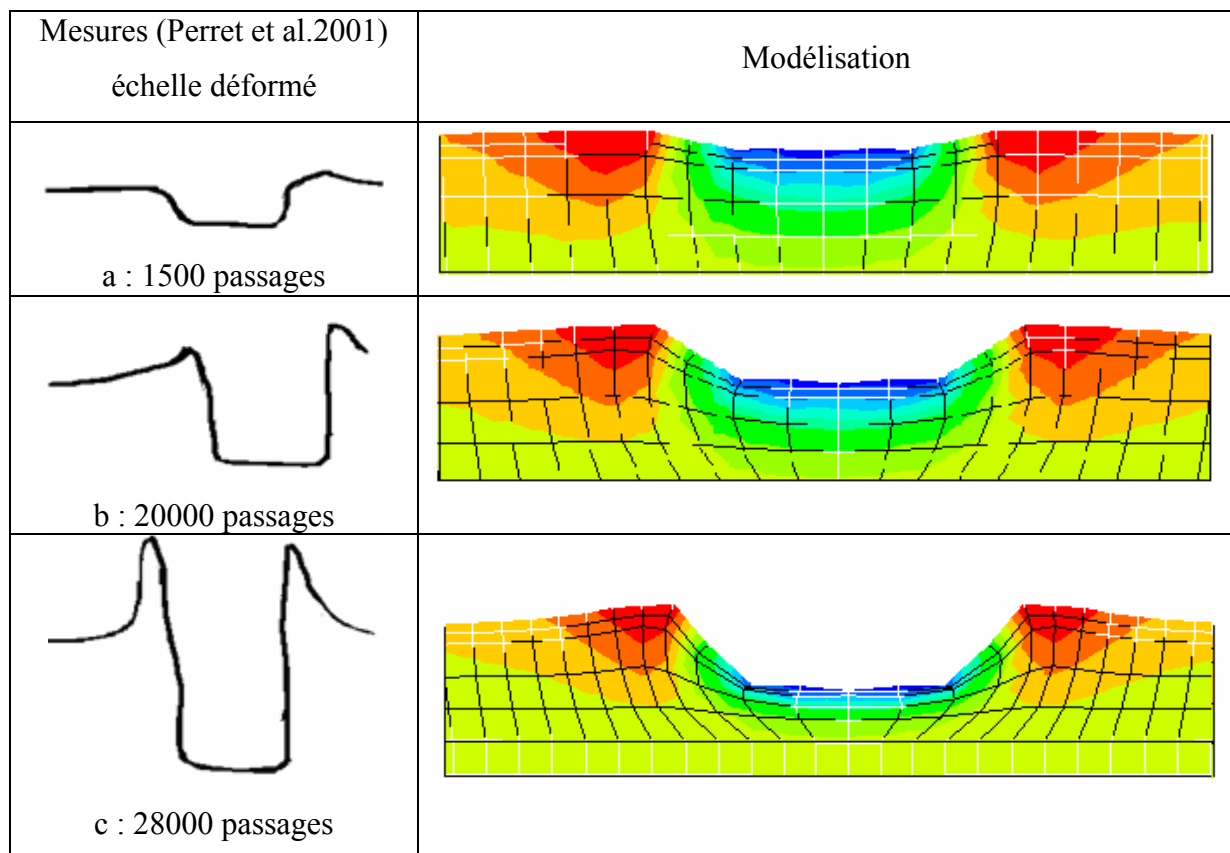 Mesures (Perret et al.2001)
échelle déformé
Modélisation
a : 1500 passages
b : 20000 passages
c : 28000 passages